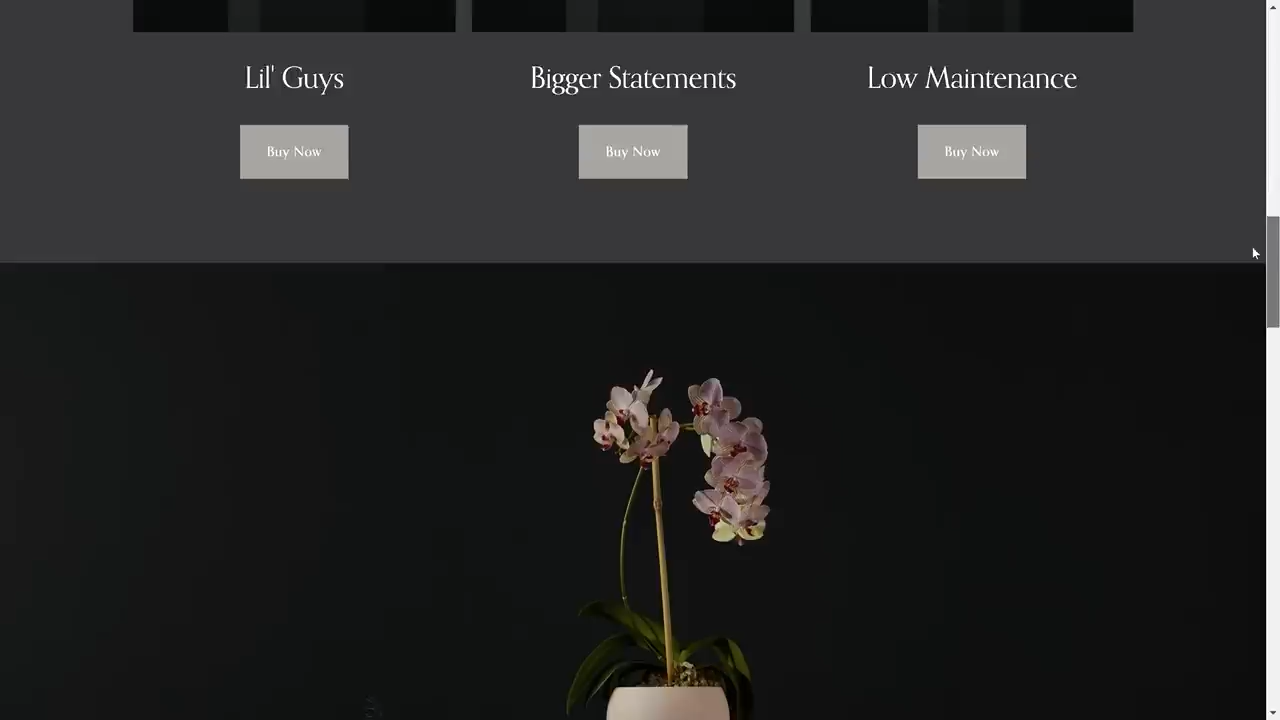 Lil' Guys
Bigger Statements
Low Maintenance
Buy Now
Buy Now
Buy Now